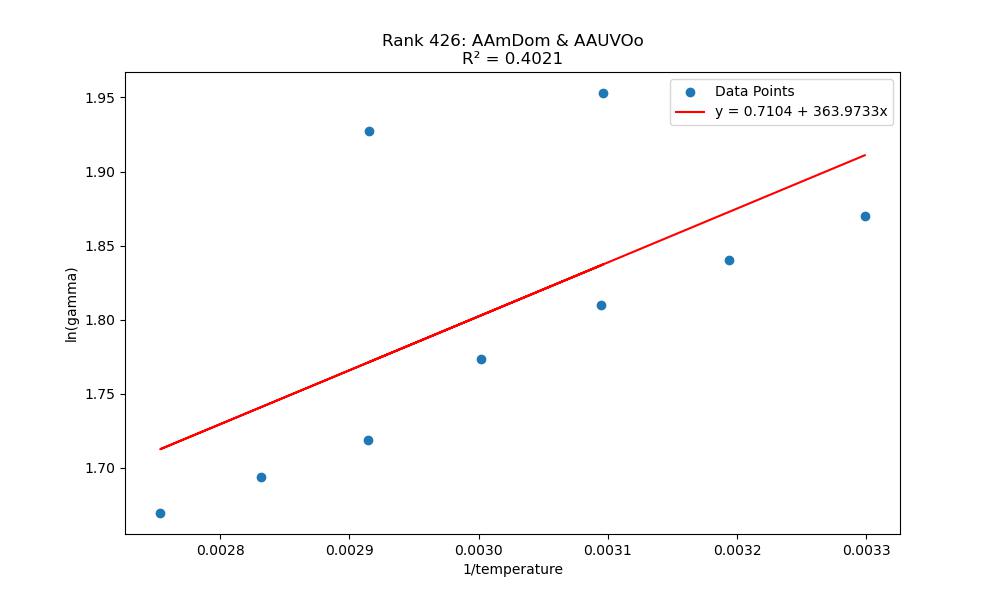 Rank 426: AAmDom & AAUVOo
R² = 0.4021
Data Points
y = 0.7104 + 363.9733x
ln(gamma)
1.95
1.90
1.85
1.80
1.75
1.70
0.0028 0.0029 0.0030 0.0031 0.0032 0.0033
1/temperature